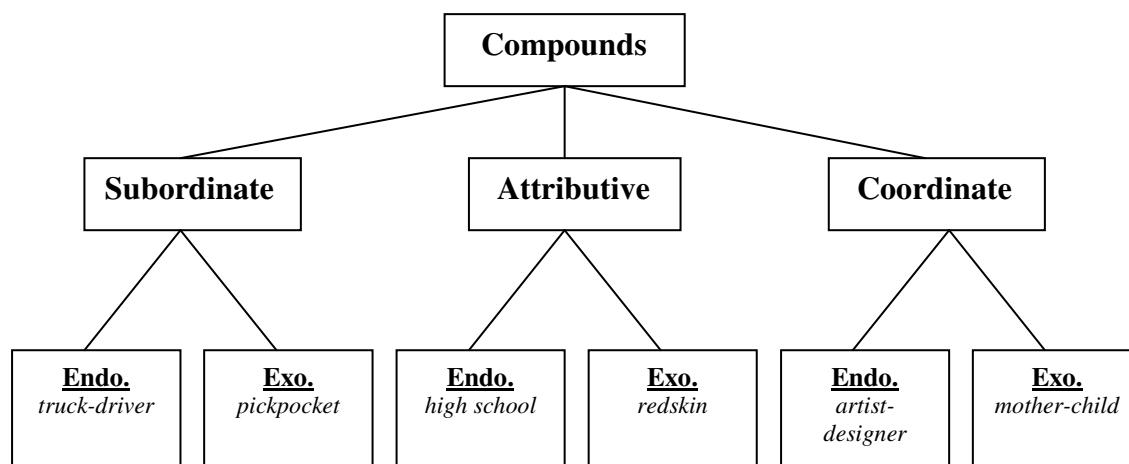 Compounds
Subordinate
Attributive
Coordinate
Endo.
truck-driver
Exo.
pickpocket
Endo.
high school
Exo.
redskin
Endo.
artist-
designer
Exo.
mother-child